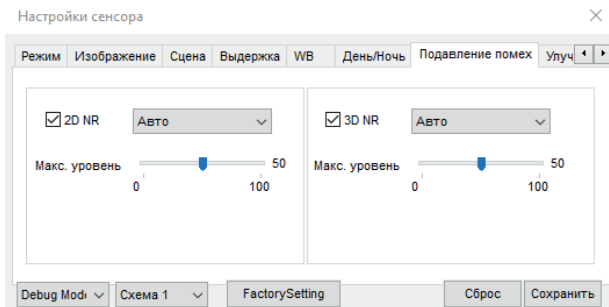 Настройки сенсора
Режим Изображение Сцена Выдержка WB День/Ночь Подавление помех Улуч
2D NR Авто 3D NR Авто
Макс. уровень 50 Макс. уровень 50
0 100 0 100
Debug Mod Схема 1 FactorySetting Сброс Сохранить